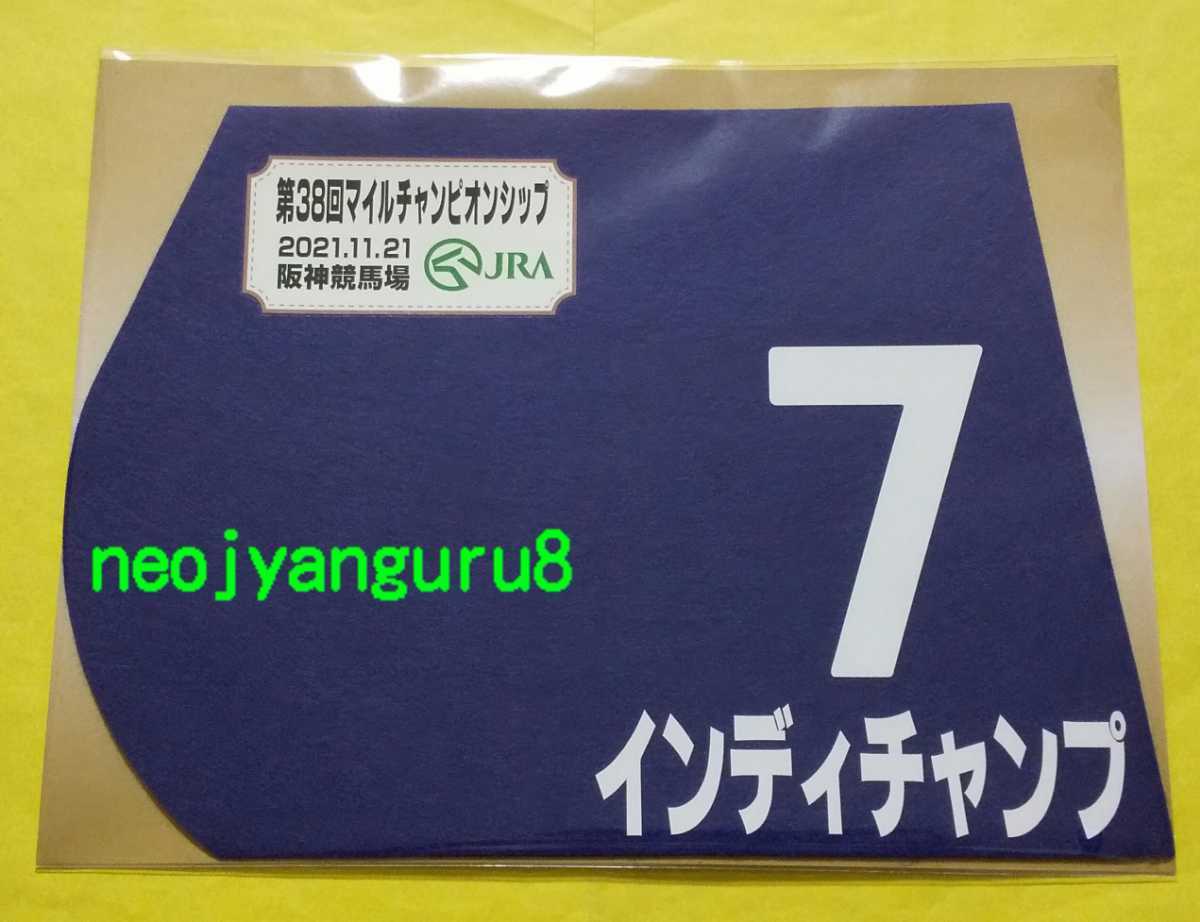 第38回マイルチャンピオンシップ
2021.11.21
阪神競馬場
JRA
7
neojyanguru8
インディチャンプ